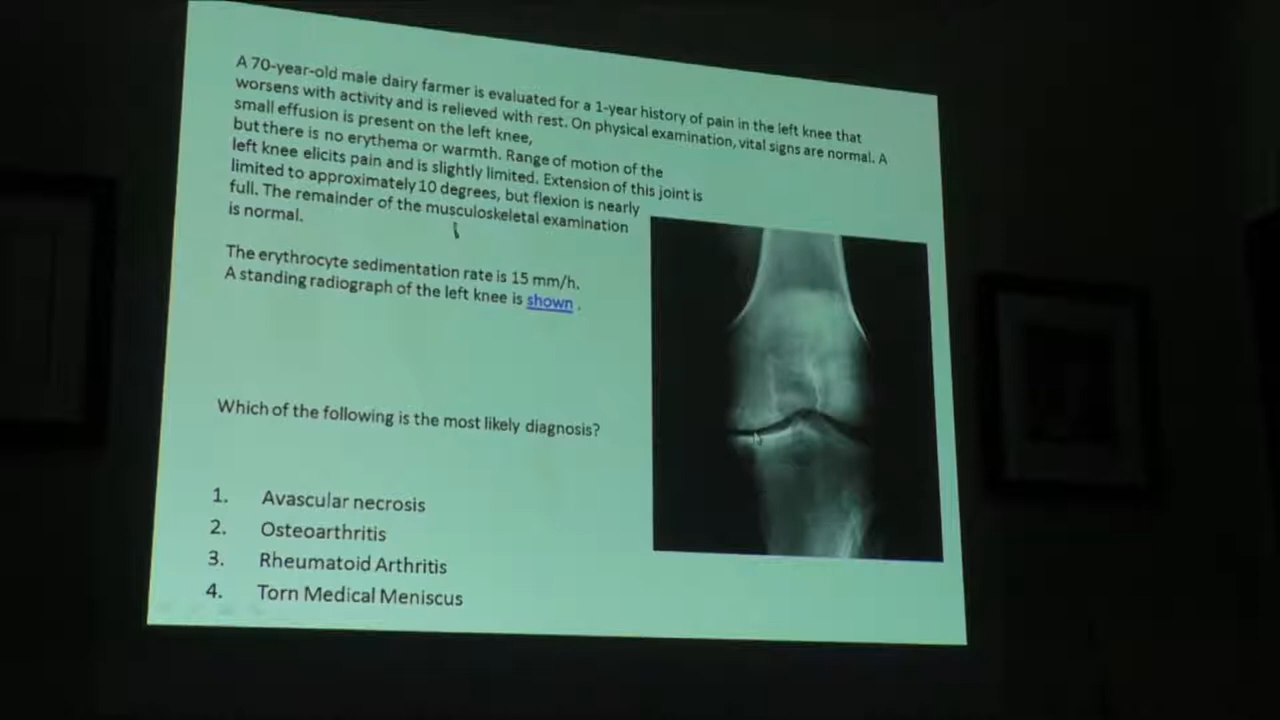 A 70-year-old male dairy farmer is evaluated for a 1-year history of pain in the left knee that
worsens with activity and is relieved with rest. On physical examination, vital signs are normal. A
small effusion is present on the left knee,
but there is no erythema or warmth. Range of motion of the
left knee elicits pain and is slightly limited. Extension of this joint is
limited to approximately 10 degrees, but flexion is nearly
full. The remainder of the musculoskeletal examination
is normal.
The erythrocyte sedimentation rate is 15 mm/h.
A standing radiograph of the left knee is shown .
Which of the following is the most likely diagnosis?
1. Avascular necrosis
2. Osteoarthritis
3. Rheumatoid Arthritis
4. Torn Medical Meniscus